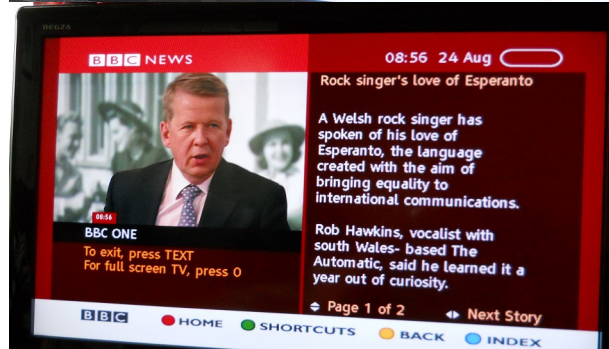 REGZA
BBC NEWS
08:56 24 Aug
Rock singer's love of Esperanto
A Welsh rock singer has
spoken of his love of
Esperanto, the language
created with the aim of
bringing equality to
international communications.
Rob Hawkins, vocalist with
south Wales- based The
Automatic, said he learned it a
year out of curiosity.
Page 1 of 2
Next Story
08:56
BBC ONE
To exit, press TEXT
For full screen TV, press 0
BBC
HOME
SHORTCUTS
BACK
INDEX